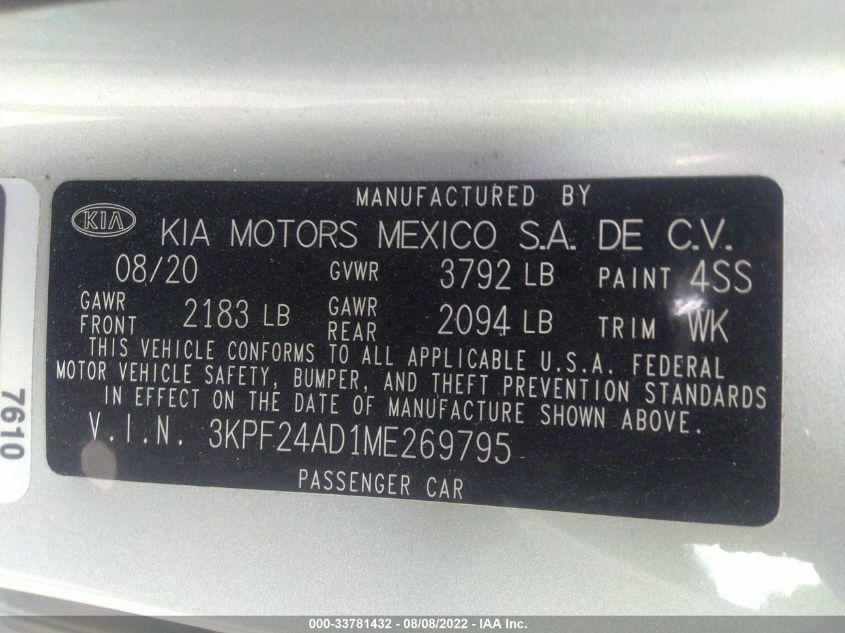 MANUFACTURED BY
KIA
KIA MOTORS MEXICO S.A. DE C.V.
08/20 GVWR 3792 LB PAINT 4SS
GAWR FRONT 2183 LB GAWR REAR 2094 LB TRIM WK
THIS VEHICLE CONFORMS TO ALL APPLICABLE U.S.A. FEDERAL
MOTOR VEHICLE SAFETY, BUMPER, AND THEFT PREVENTION STANDARDS
IN EFFECT ON THE DATE OF MANUFACTURE SHOWN ABOVE.
V.I.N. 3KPF24AD1ME269795
PASSENGER CAR
7610
000-33781432 - 08/08/2022 - IAA Inc.